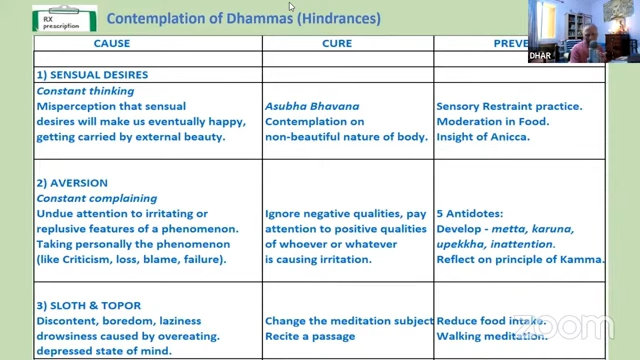 RX
prescription
Contemplation of Dhammas (Hindrances)
CAUSE CURE PREVE
DHAR
1) SENSUAL DESIRES
Constant thinking
Misperception that sensual
desires will make us eventually happy,
getting carried by external beauty.
Asubha Bhavana
Contemplation on
non-beautiful nature of body.
Sensory Restraint practice.
Moderation in Food.
Insight of Anicca.
2) AVERSION
Constant complaining
Undue attention to irritating or
replusive features of a phenomenon.
Taking personally the phenomenon
(like Criticism, loss, blame, failure).
Ignore negative qualities, pay
attention to positive qualities
of whoever or whatever
is causing irritation.
5 Antidotes:
Develop - metta, karuna,
upekkha, inattention.
Reflect on principle of Kamma.
3) SLOTH & TOPOR
Discontent, boredom, laziness
drowsiness caused by overeating.
depressed state of mind.
Change the meditation subject
Recite a passage
Reduce food intake.
Walking meditation.
zoom